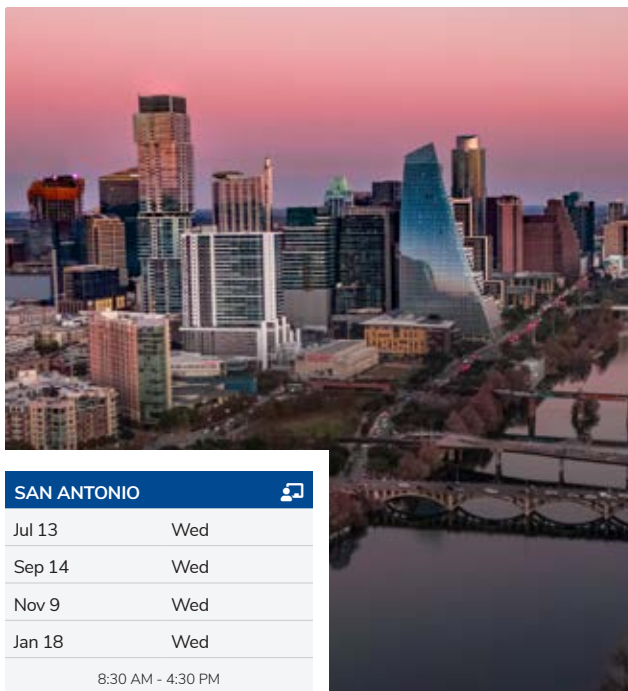 SAN ANTONIO
Jul 13 Wed
Sep 14 Wed
Nov 9 Wed
Jan 18 Wed
8:30 AM - 4:30 PM